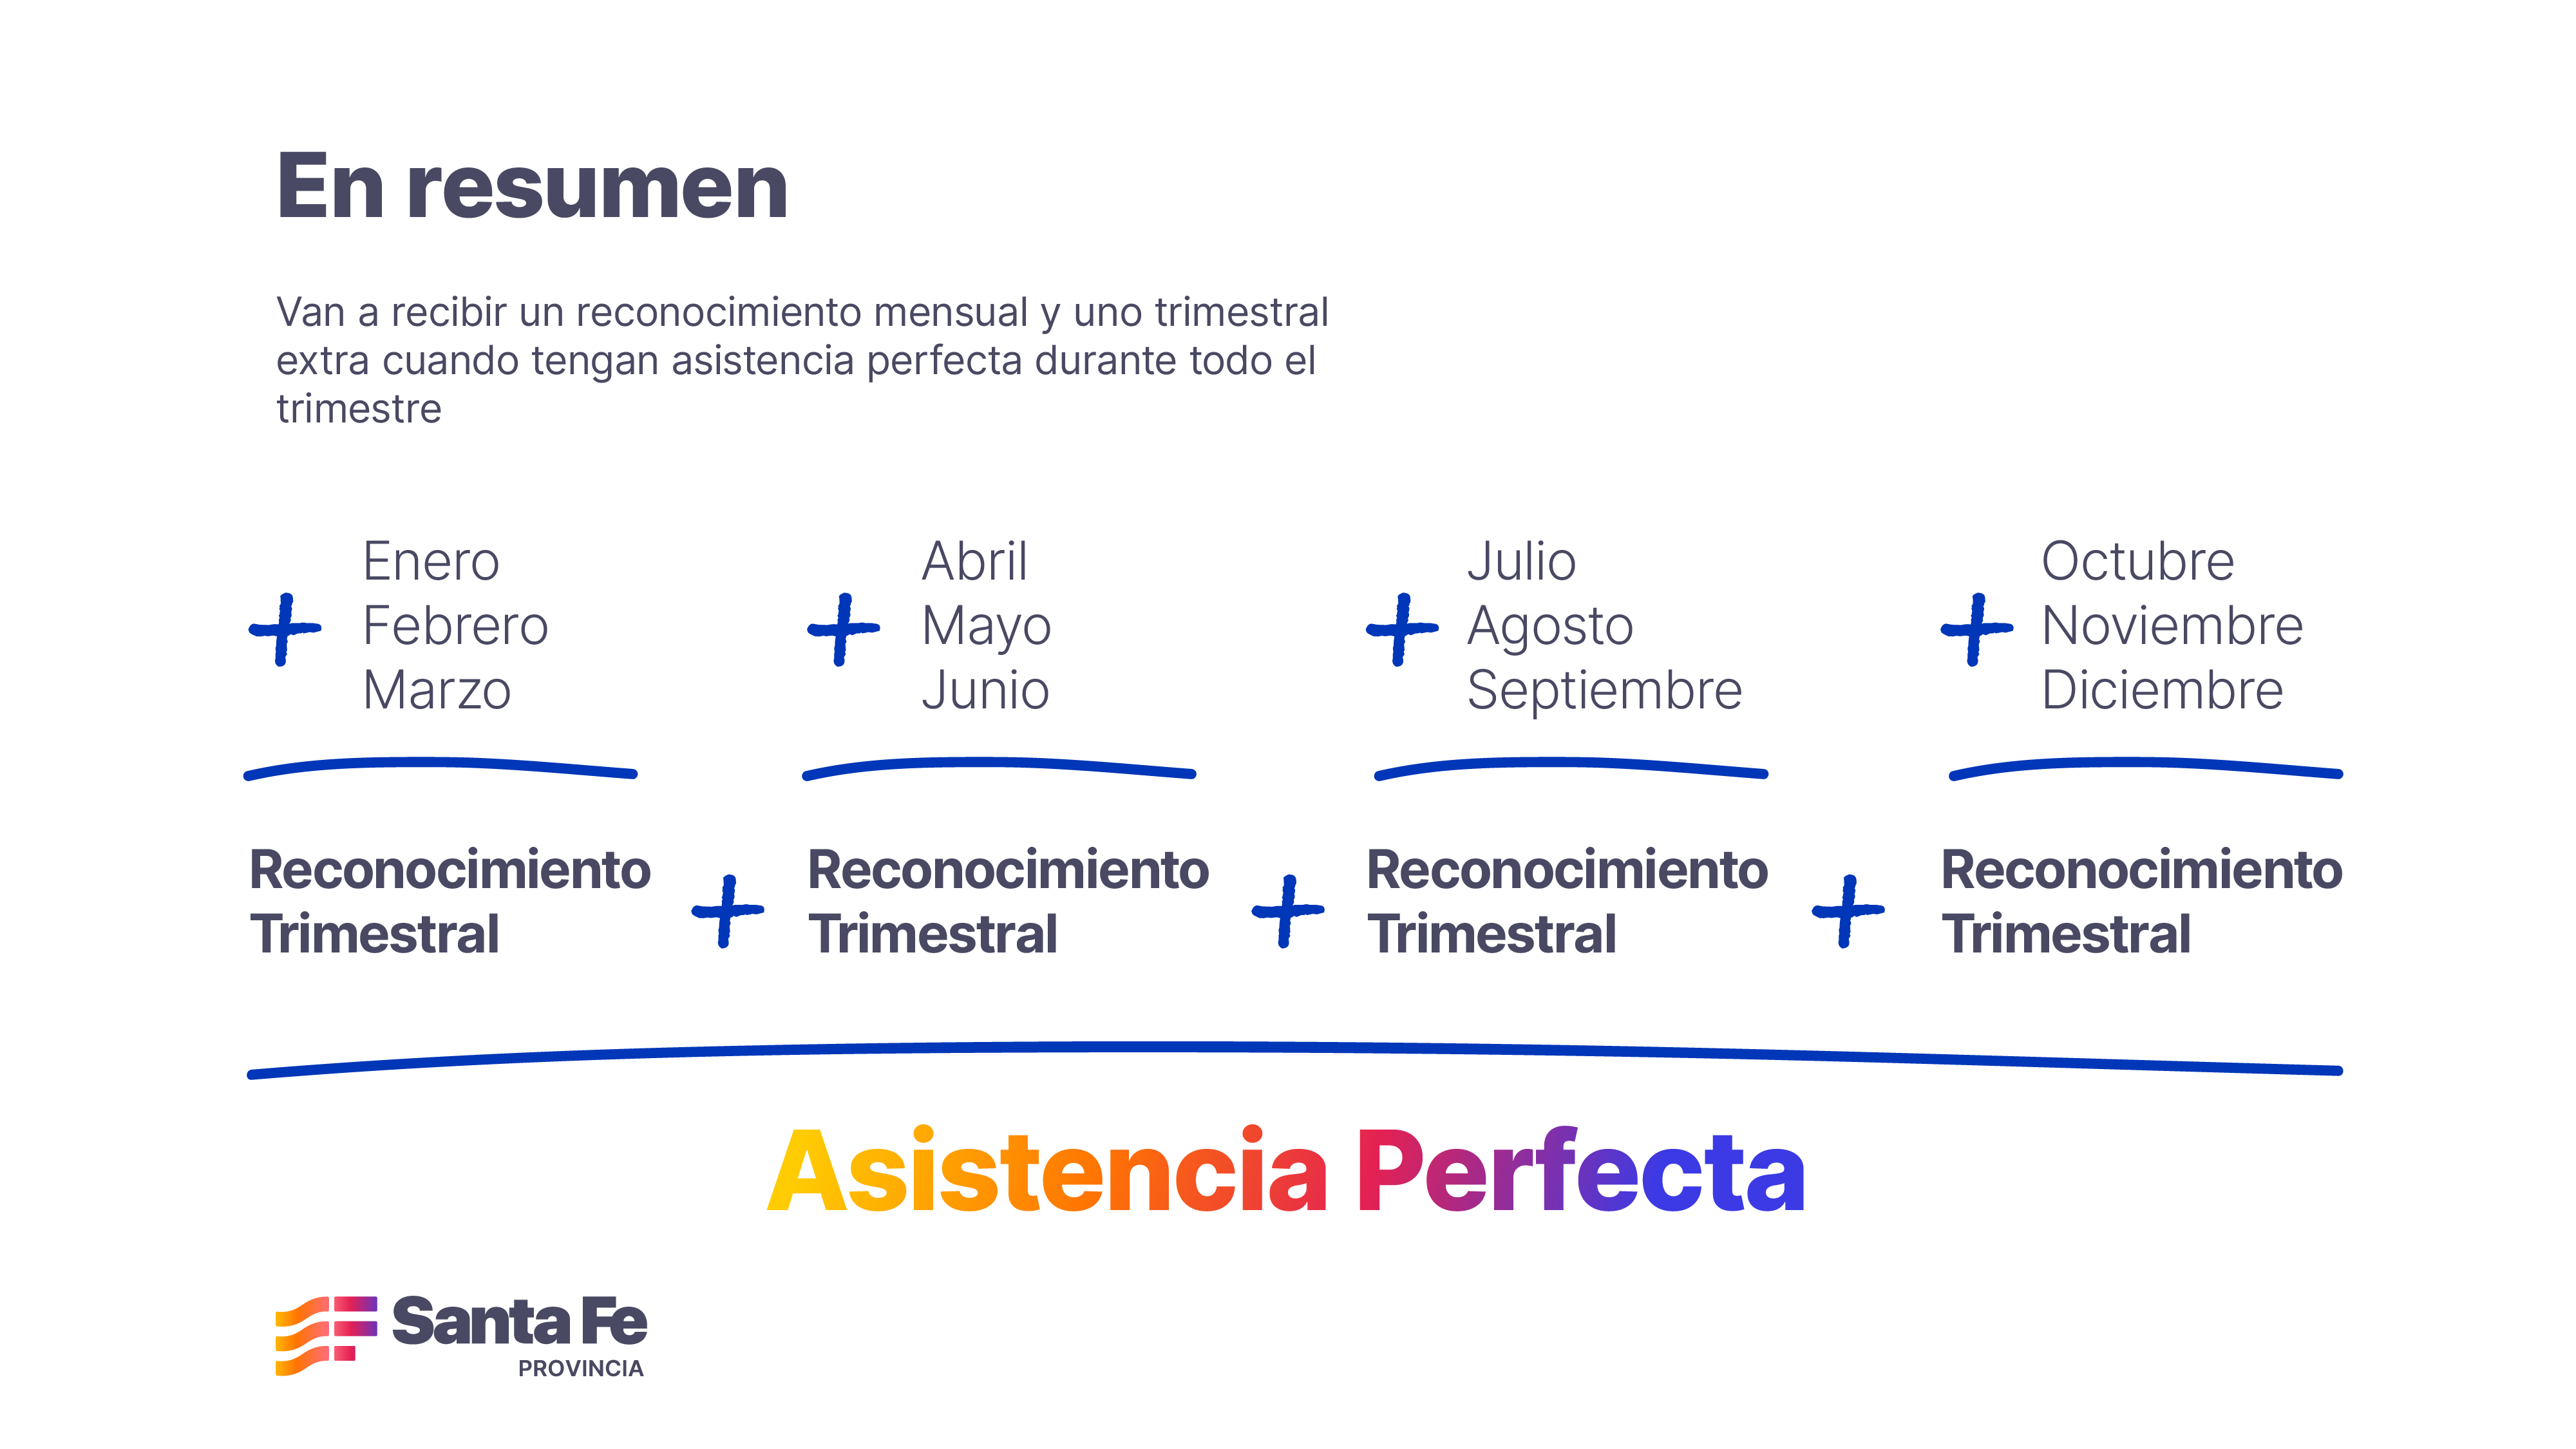 En resumen
Van a recibir un reconocimiento mensual y uno trimestral
extra cuando tengan asistencia perfecta durante todo el
trimestre
+
Enero
Febrero
Marzo
+
Abril
Mayo
Junio
+
Julio
Agosto
Septiembre
+
Octubre
Noviembre
Diciembre
Reconocimiento
Trimestral
+
Reconocimiento
Trimestral
+
Reconocimiento
Trimestral
+
Reconocimiento
Trimestral
Asistencia Perfecta
Santa Fe
PROVINCIA